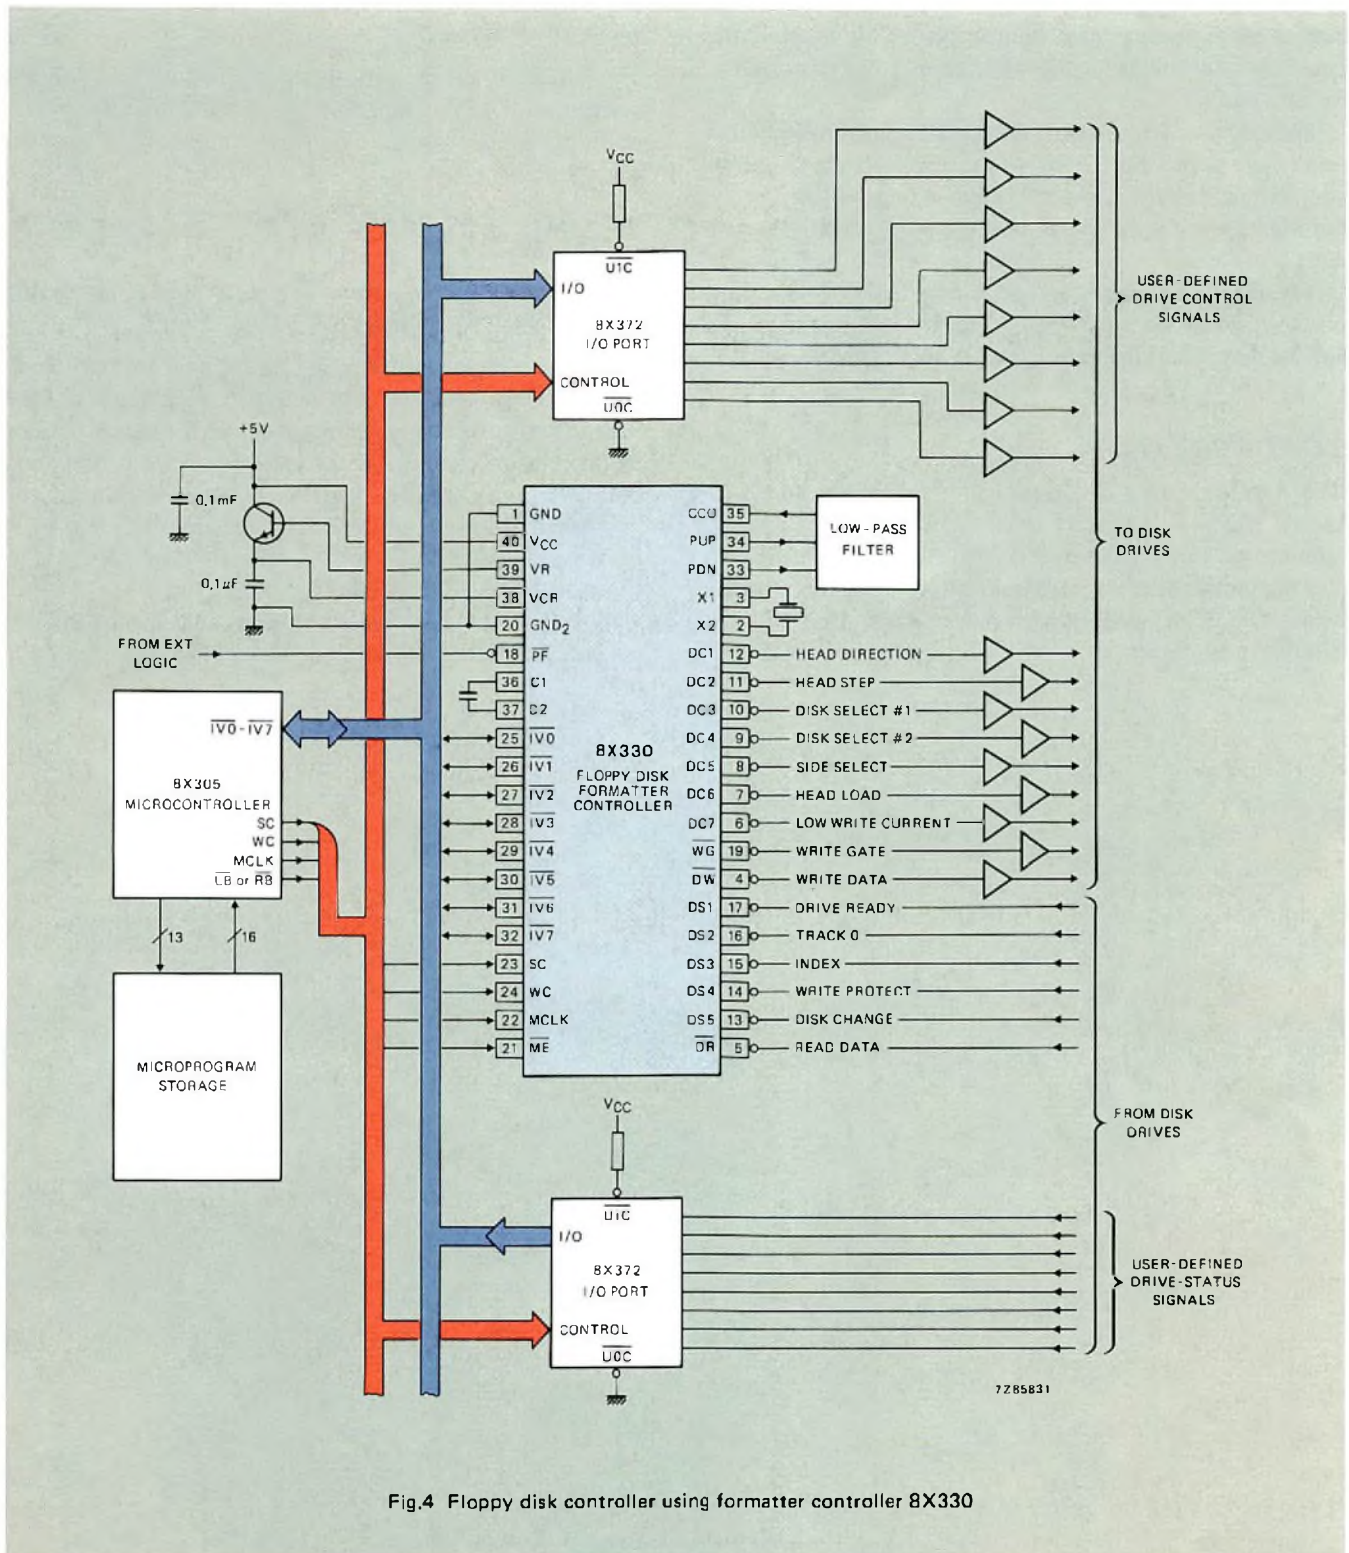 VCC
U1C
I/O
8X372
I/O PORT
CONTROL
U0C
USER-DEFINED
DRIVE CONTROL
SIGNALS
TO DISK
DRIVES
+5V
0,1mF
0,1µF
FROM EXT
LOGIC
IV0-IV7
8X305
MICROCONTROLLER
SC
WC
MCLK
LB or RB
13
16
MICROPROGRAM
STORAGE
1 GND
40 VCC
39 VR
38 VCR
20 GND2
18 PF
36 C1
37 C2
25 IV0
26 IV1
27 IV2
28 IV3
29 IV4
30 IV5
31 IV6
32 IV7
23 SC
24 WC
22 MCLK
21 ME
8X330
FLOPPY DISK
FORMATTER
CONTROLLER
CCO 35
PUP 34
PDN 33
X1 3
X2 2
LOW-PASS
FILTER
DC1 12 HEAD DIRECTION
DC2 11 HEAD STEP
DC3 10 DISK SELECT #1
DC4 9 DISK SELECT #2
DC5 8 SIDE SELECT
DC6 7 HEAD LOAD
DC7 6 LOW WRITE CURRENT
WG 19 WRITE GATE
DW 4 WRITE DATA
DS1 17 DRIVE READY
DS2 16 TRACK 0
DS3 15 INDEX
DS4 14 WRITE PROTECT
DS5 13 DISK CHANGE
DR 5 READ DATA
FROM DISK
DRIVES
VCC
U1C
I/O
8X372
I/O PORT
CONTROL
U0C
USER-DEFINED
DRIVE-STATUS
SIGNALS
7Z85831
Fig.4 Floppy disk controller using formatter controller 8X330